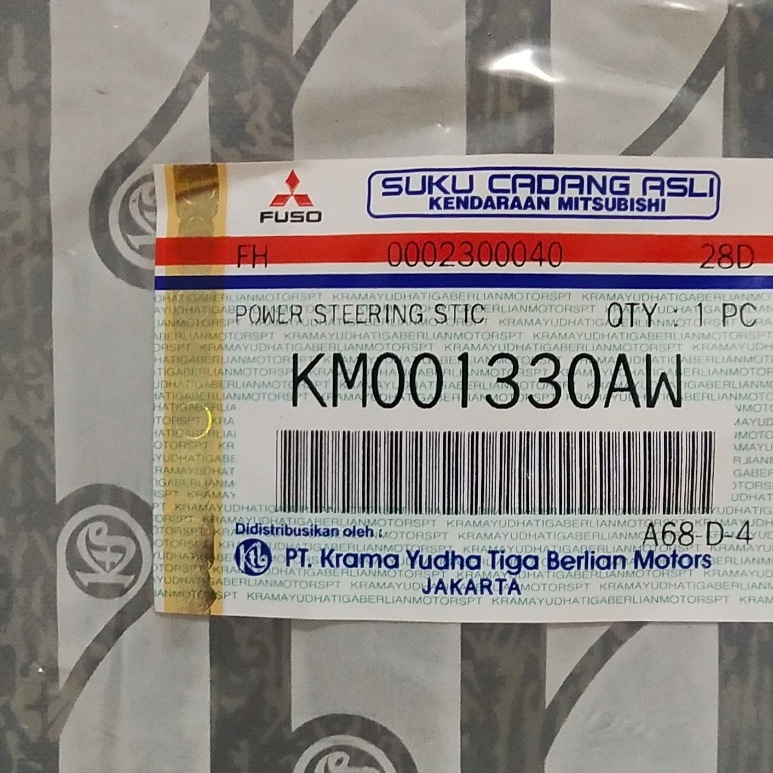 FUSO
SUKU CADANG ASLI
KENDARAAN MITSUBISHI
FH 0002300040 28D
POWER STEERING STIC QTY : 1 PC
KM001330AW
A68-D-4
Didistribusikan oleh :
PT. Krama Yudha Tiga Berlian Motors
JAKARTA